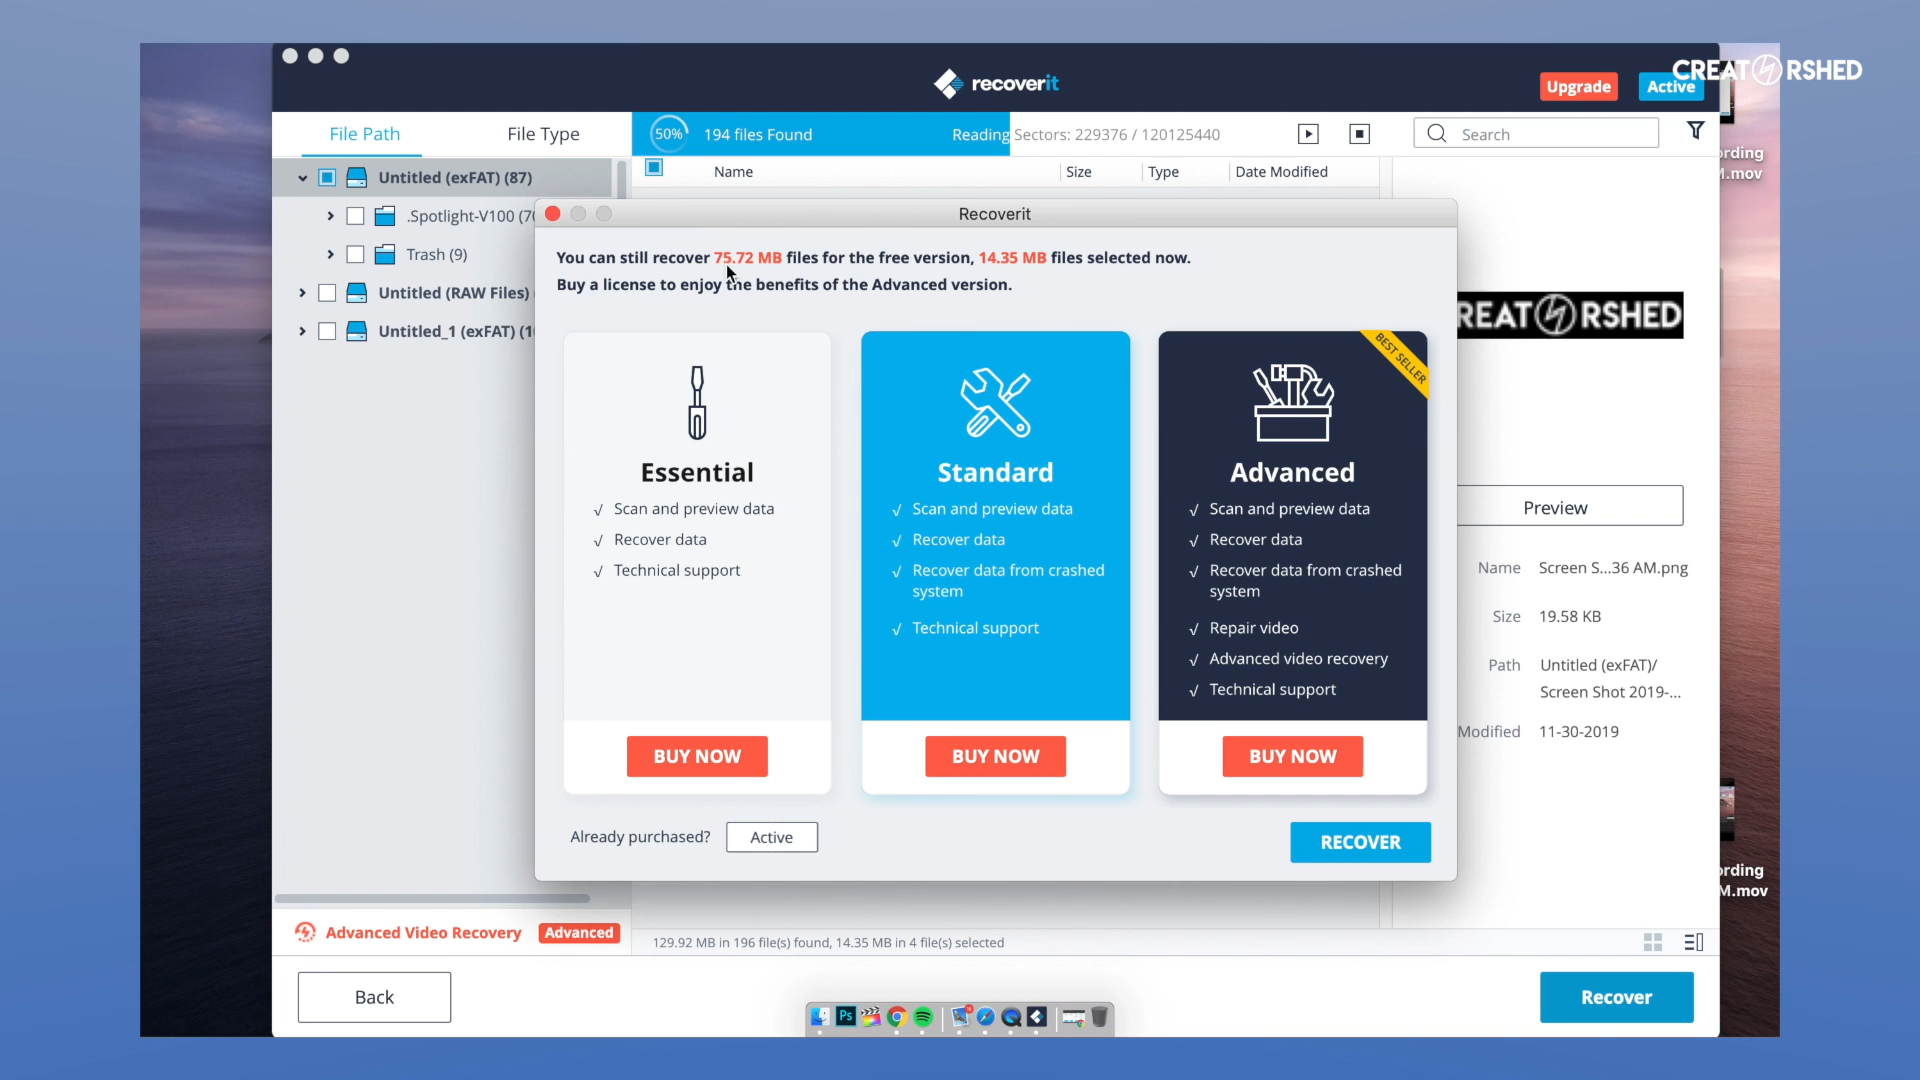 recoverit
Upgrade
Active
CREAT RSHED
File Path
File Type
50%
194 files Found
Reading Sectors: 229376 / 120125440
Search
Name
Size
Type
Date Modified
Untitled (exFAT) (87)
.Spotlight-V100
Trash (9)
Untitled (RAW Files)
Untitled_1 (exFAT)
Recoverit
You can still recover 75.72 MB files for the free version, 14.35 MB files selected now.
Buy a license to enjoy the benefits of the Advanced version.
Essential
√ Scan and preview data
√ Recover data
√ Technical support
BUY NOW
Standard
√ Scan and preview data
√ Recover data
√ Recover data from crashed
system
√ Technical support
BUY NOW
BEST SELLER
Advanced
√ Scan and preview data
√ Recover data
√ Recover data from crashed
system
√ Repair video
√ Advanced video recovery
√ Technical support
BUY NOW
Already purchased?
Active
RECOVER
REAT RSHED
Preview
Name Screen S...36 AM.png
Size 19.58 KB
Path Untitled (exFAT)/
Screen Shot 2019-...
Modified 11-30-2019
Advanced Video Recovery
Advanced
129.92 MB in 196 file(s) found, 14.35 MB in 4 file(s) selected
Back
Recover
Ps
ording
M.mov